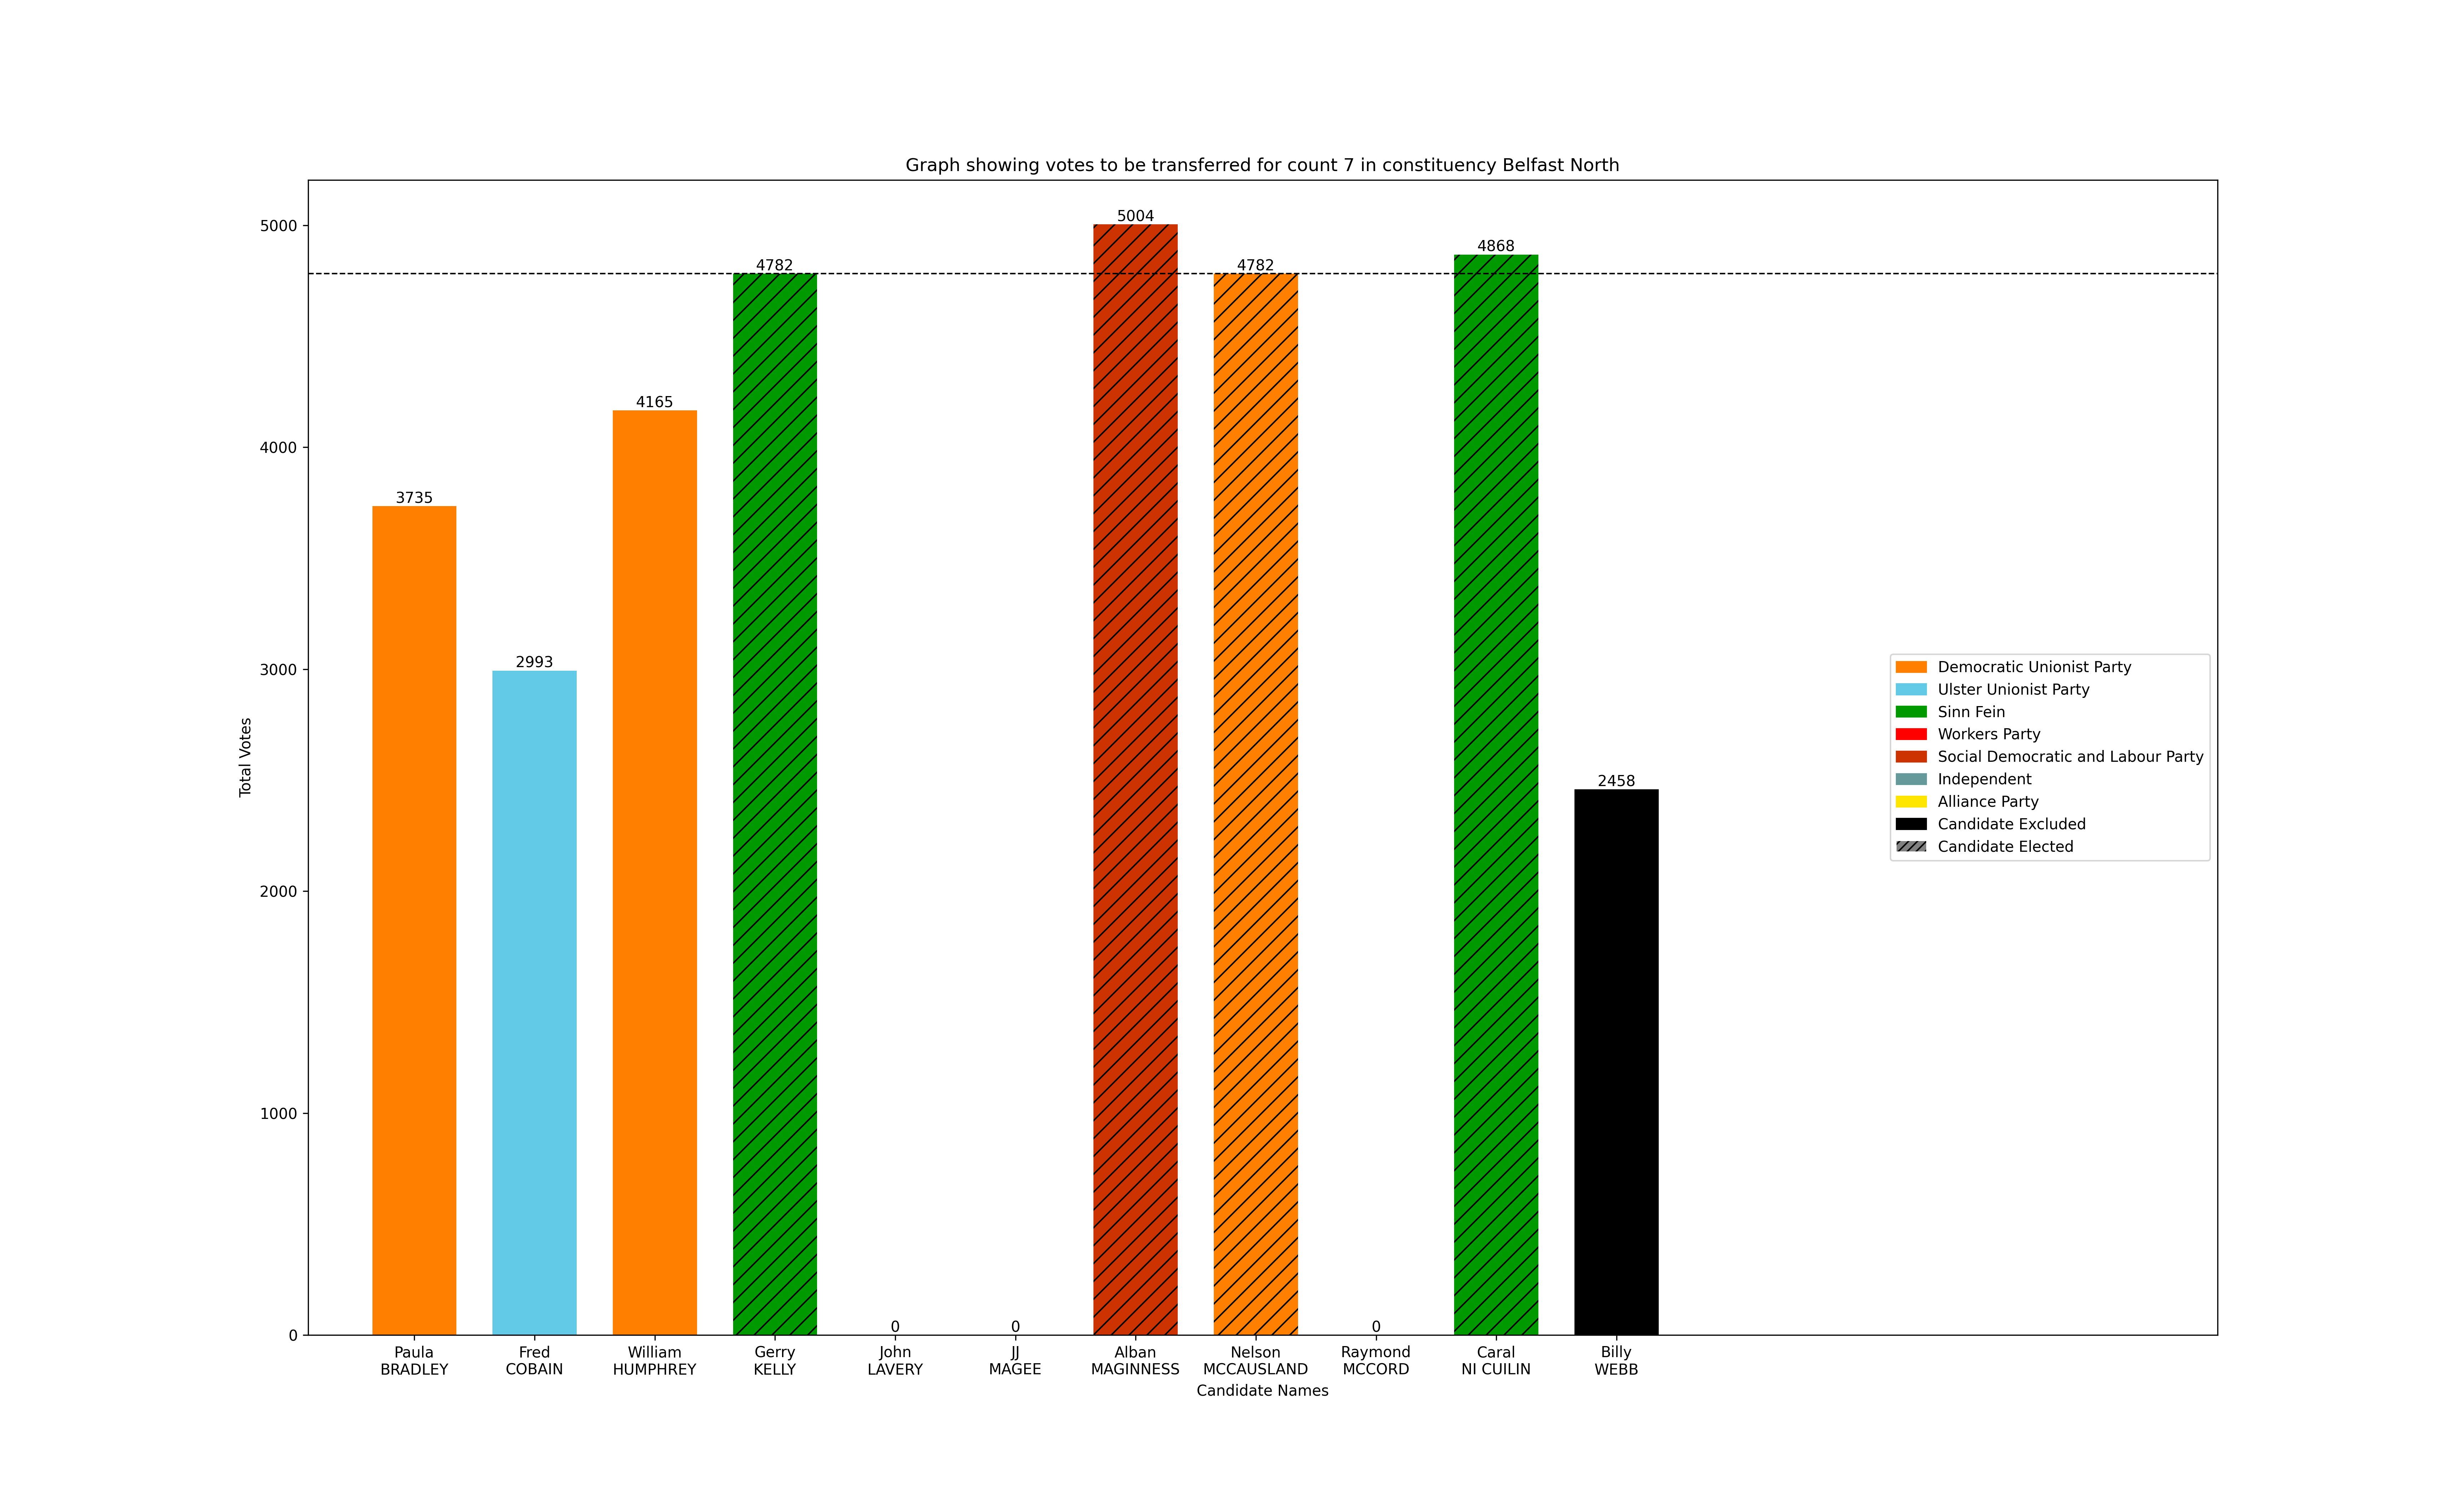 Graph showing votes to be transferred for count 7 in constituency Belfast North
Total Votes
5000
4000
3000
2000
1000
0
3735
2993
4165
4782
0
0
5004
4782
0
4868
2458
Paula
BRADLEY
Fred
COBAIN
William
HUMPHREY
Gerry
KELLY
John
LAVERY
JJ
MAGEE
Alban
MAGINNESS
Nelson
MCCAUSLAND
Raymond
MCCORD
Caral
NI CUILIN
Billy
WEBB
Candidate Names
Democratic Unionist Party
Ulster Unionist Party
Sinn Fein
Workers Party
Social Democratic and Labour Party
Independent
Alliance Party
Candidate Excluded
Candidate Elected